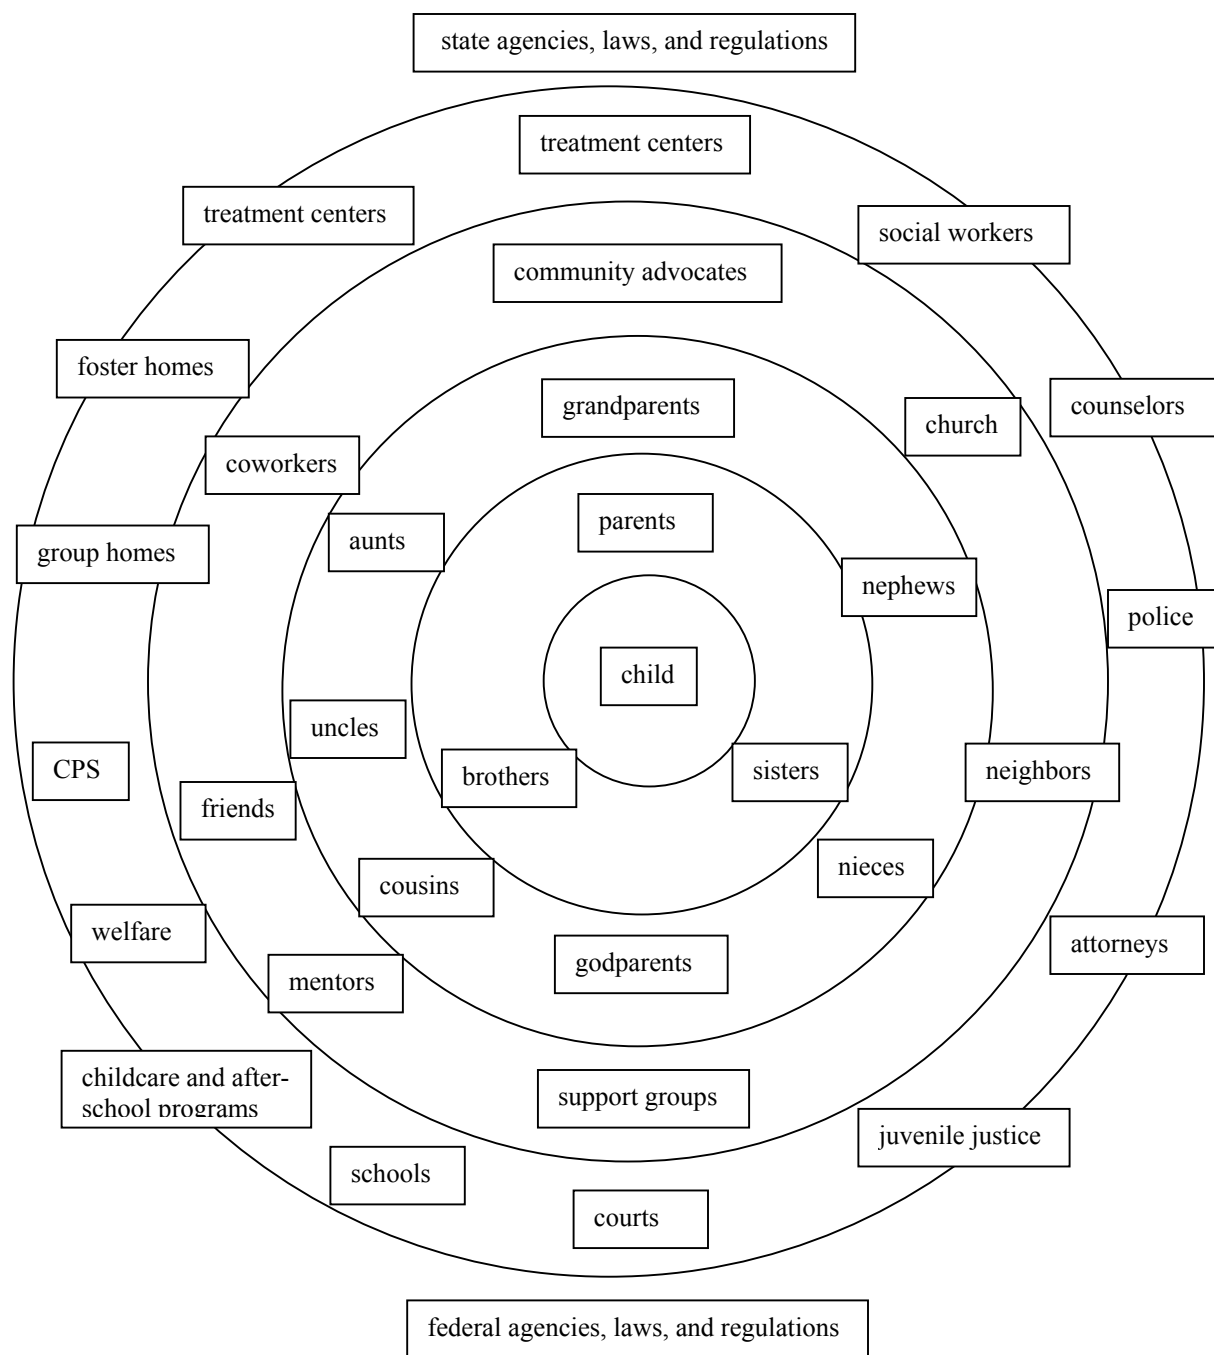 state agencies, laws, and regulations
treatment centers
treatment centers
social workers
community advocates
foster homes
grandparents
counselors
church
coworkers
parents
aunts
group homes
nephews
police
child
uncles
CPS
brothers
sisters
neighbors
friends
cousins
nieces
welfare
attorneys
godparents
mentors
childcare and after-
school programs
support groups
juvenile justice
schools
courts
federal agencies, laws, and regulations